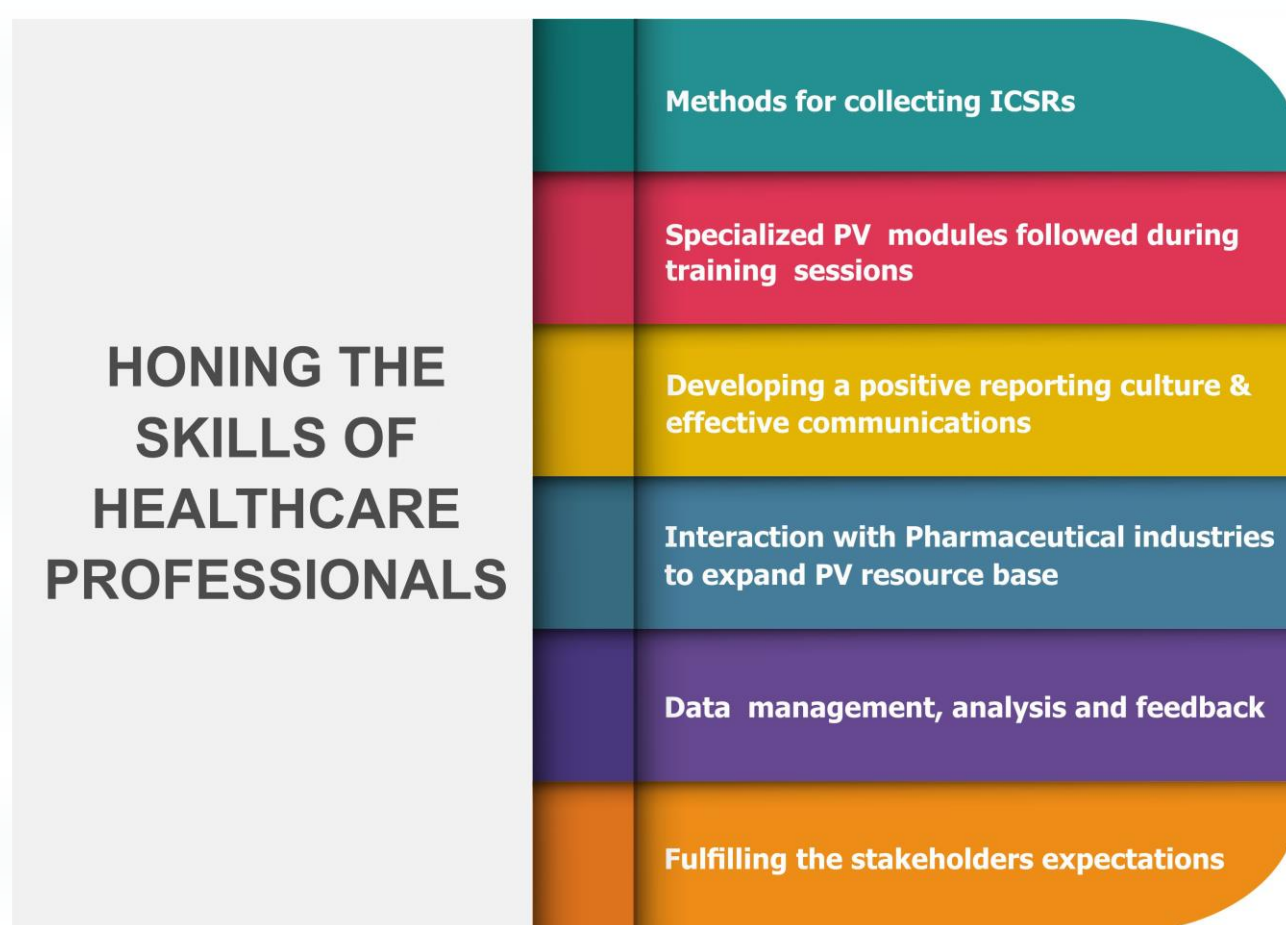 HONING THE
SKILLS OF
HEALTHCARE
PROFESSIONALS
Methods for collecting ICSRs
Specialized PV modules followed during
training sessions
Developing a positive reporting culture &
effective communications
Interaction with Pharmaceutical industries
to expand PV resource base
Data management, analysis and feedback
Fulfilling the stakeholders expectations